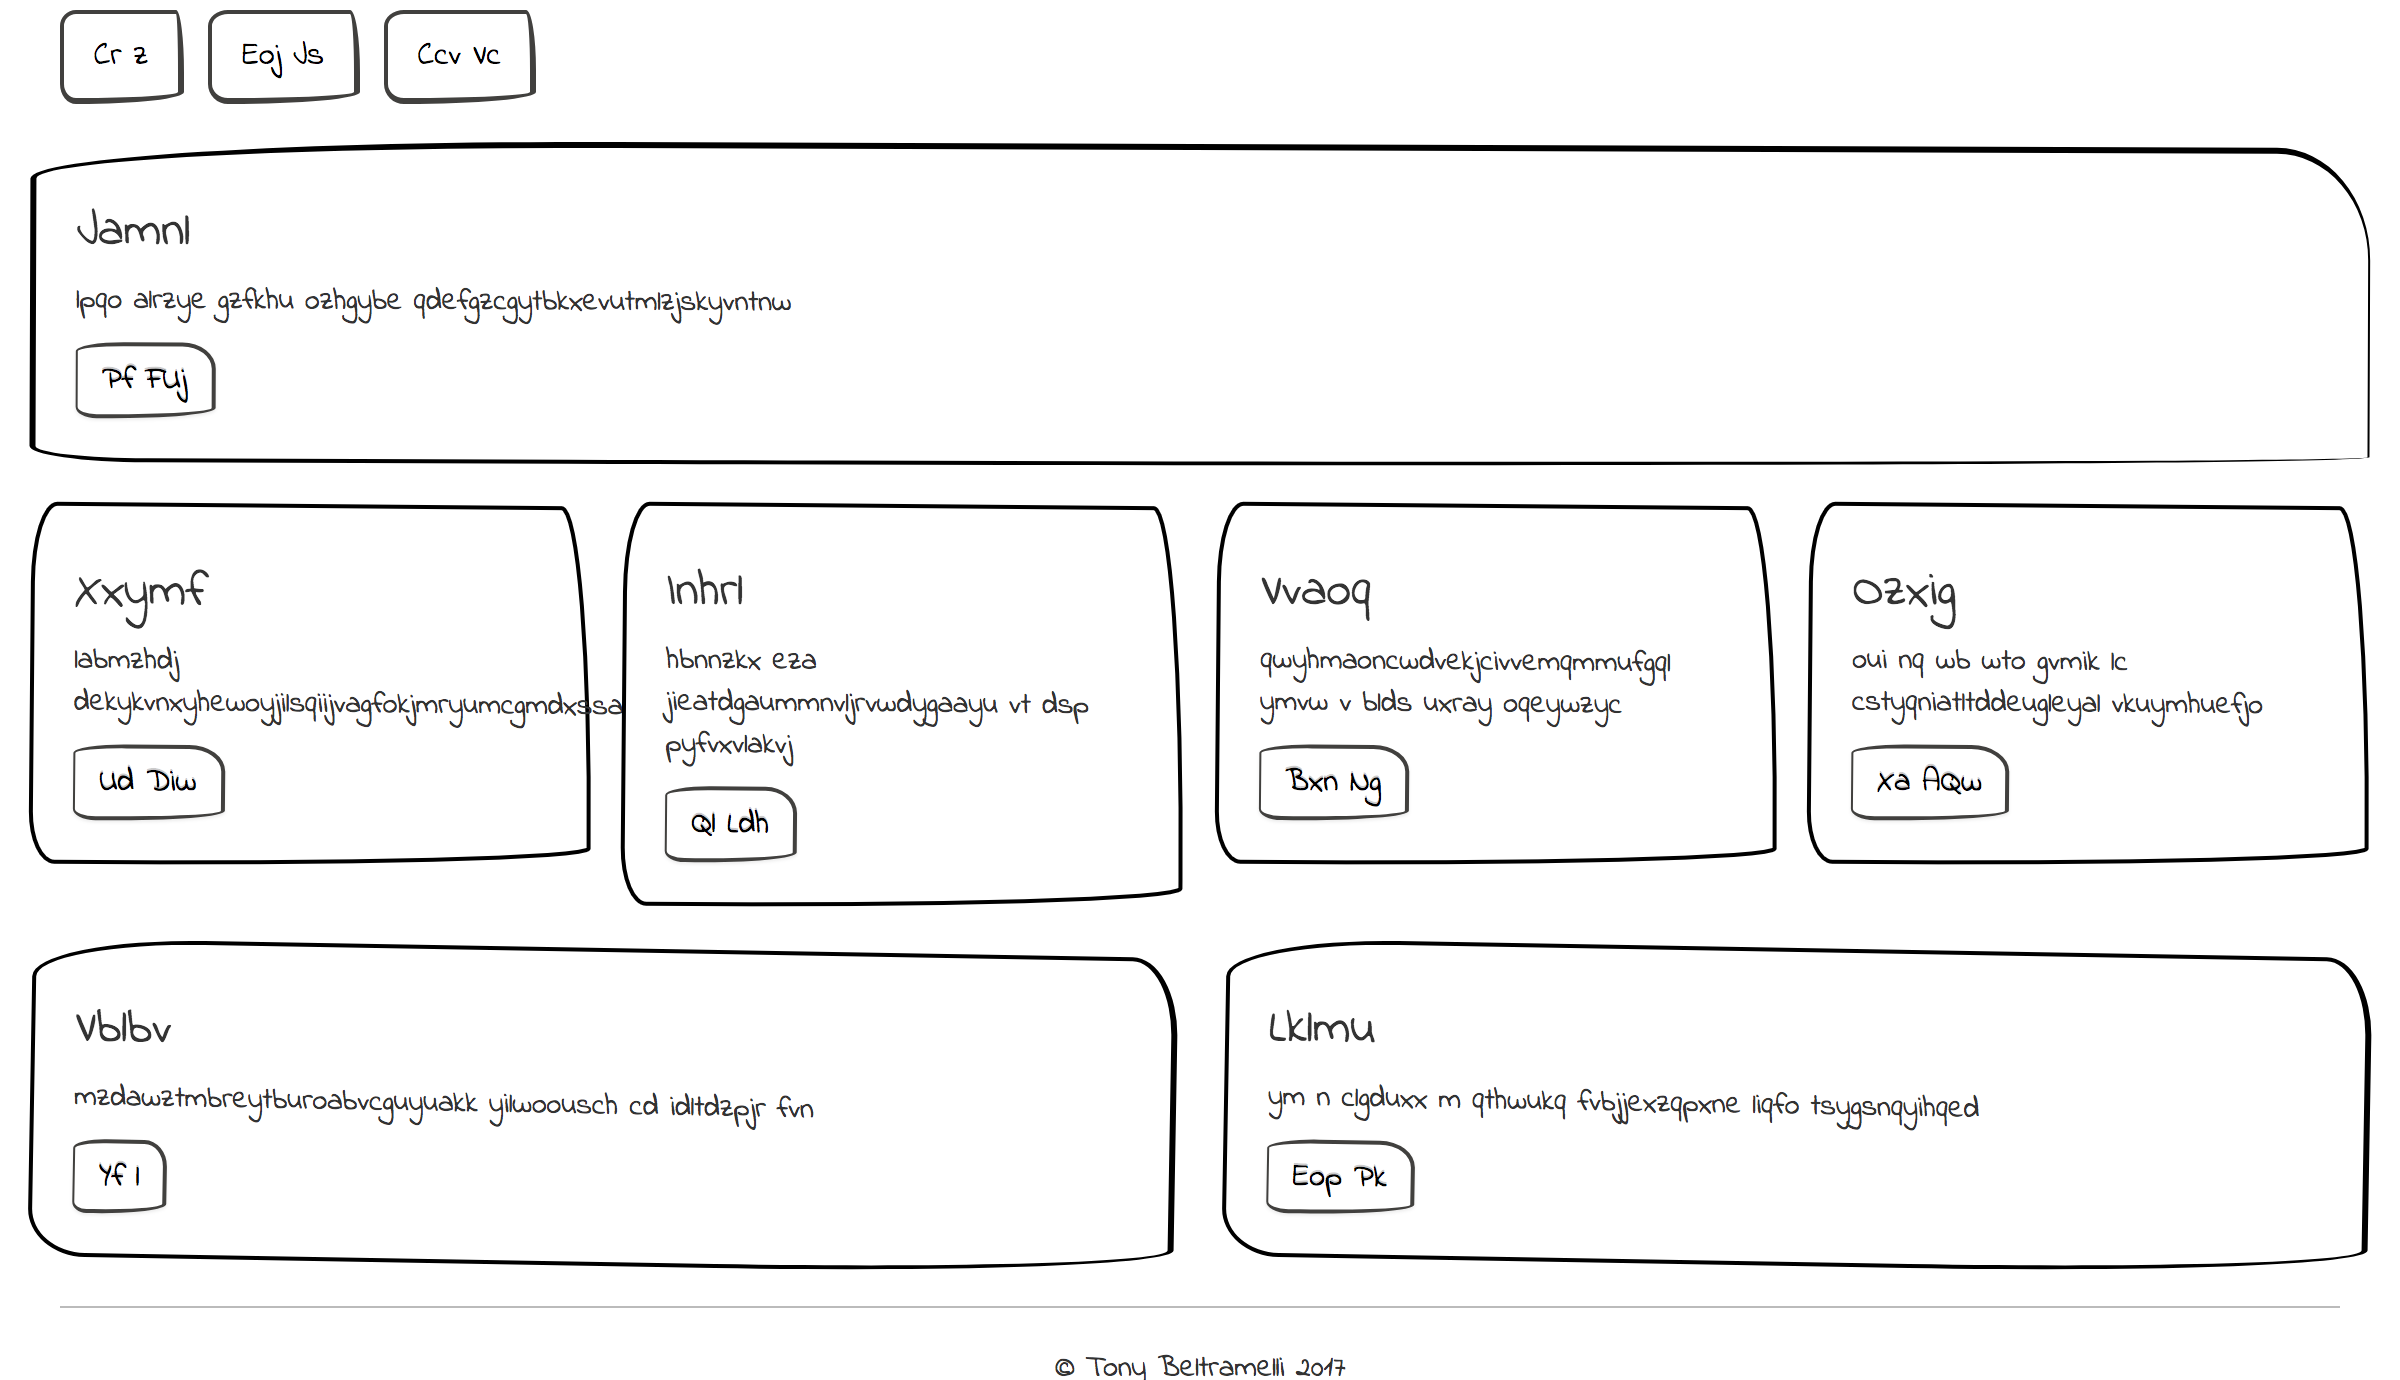 Cr z
Eoj Js
Ccv Vc
Jamnl
lpqo alrzye gzfkhu ozhgybe qdefgzcgytbkxevutmlzjskyvntnw
Pf FUj
Xxymf
labmzhdj
dekykvnxyhewoyjilsqiijvagfokjmryumcgmdxssa
Ud Diw
Inhrl
hbnnzkx eza
jieatdgaummnvljrvwdygaayu vt dsp
pyfvxvlakvj
Ql Ldh
Vvaoq
qwyhmaoncwdvekjcivvemqmmufgql
ymvw v blds uxray oqeywzyc
Bxn Ng
Ozxig
oui nq wb wto gvmik lc
cstyqniatltddeugleyal vkuymhuefjo
Xa AQw
Vblbv
mzdawztmbreytburoabvcguyuakk yilwoousch cd idltdzpjr fvn
Yf l
Lklmu
ym n clgduxx m qthwukq fvbjjexzqpxne liqfo tsygsnqyihqed
Eop Pk
© Tony Beltramelli 2017